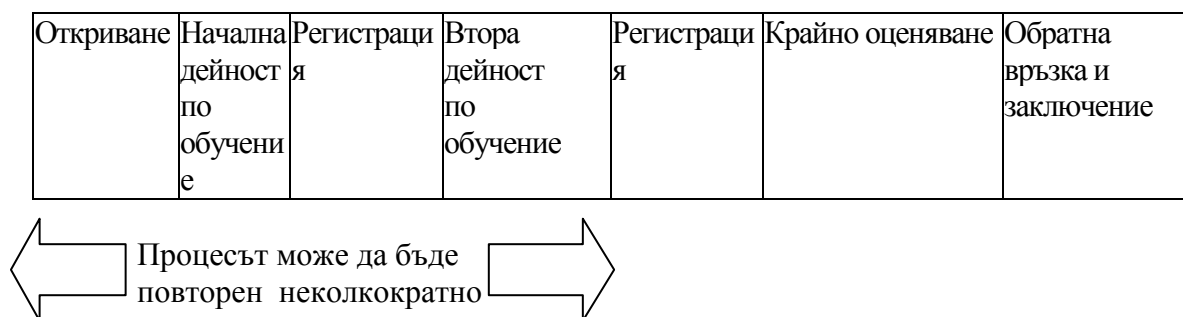 Откриване
Начална
дейност
по
обучени
е
Регистраци
я
Втора
дейност
по
обучение
Регистраци
я
Крайно оценяване
Обратна
връзка и
заключение
Процесът може да бъде
повторен неколкократно